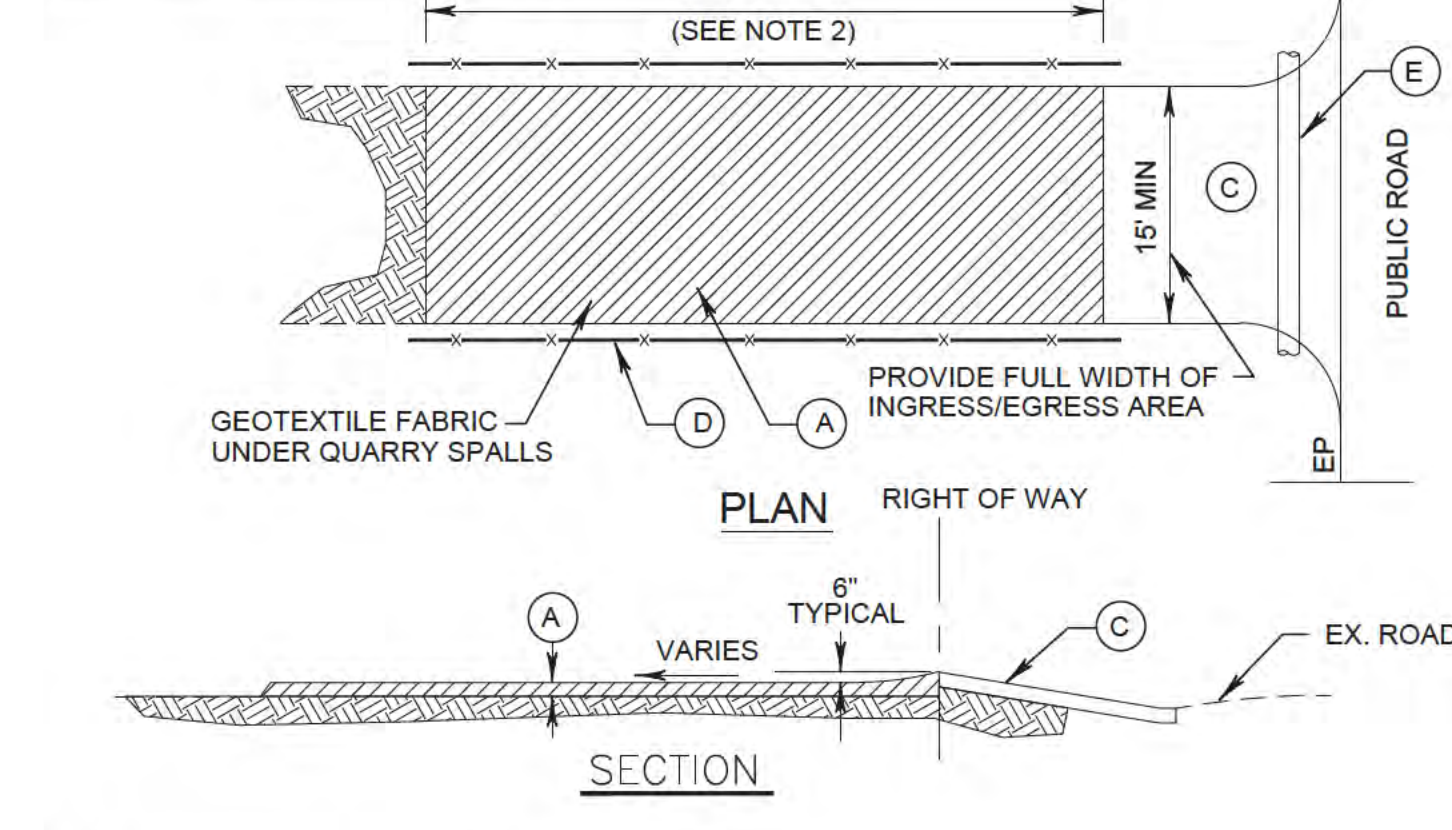 (SEE NOTE 2)
E
15' MIN
C
PUBLIC ROAD
PROVIDE FULL WIDTH OF
INGRESS/EGRESS AREA
GEOTEXTILE FABRIC
UNDER QUARRY SPALLS
D
A
EP
PLAN
RIGHT OF WAY
6"
TYPICAL
A
VARIES
C
EX. ROAD
SECTION